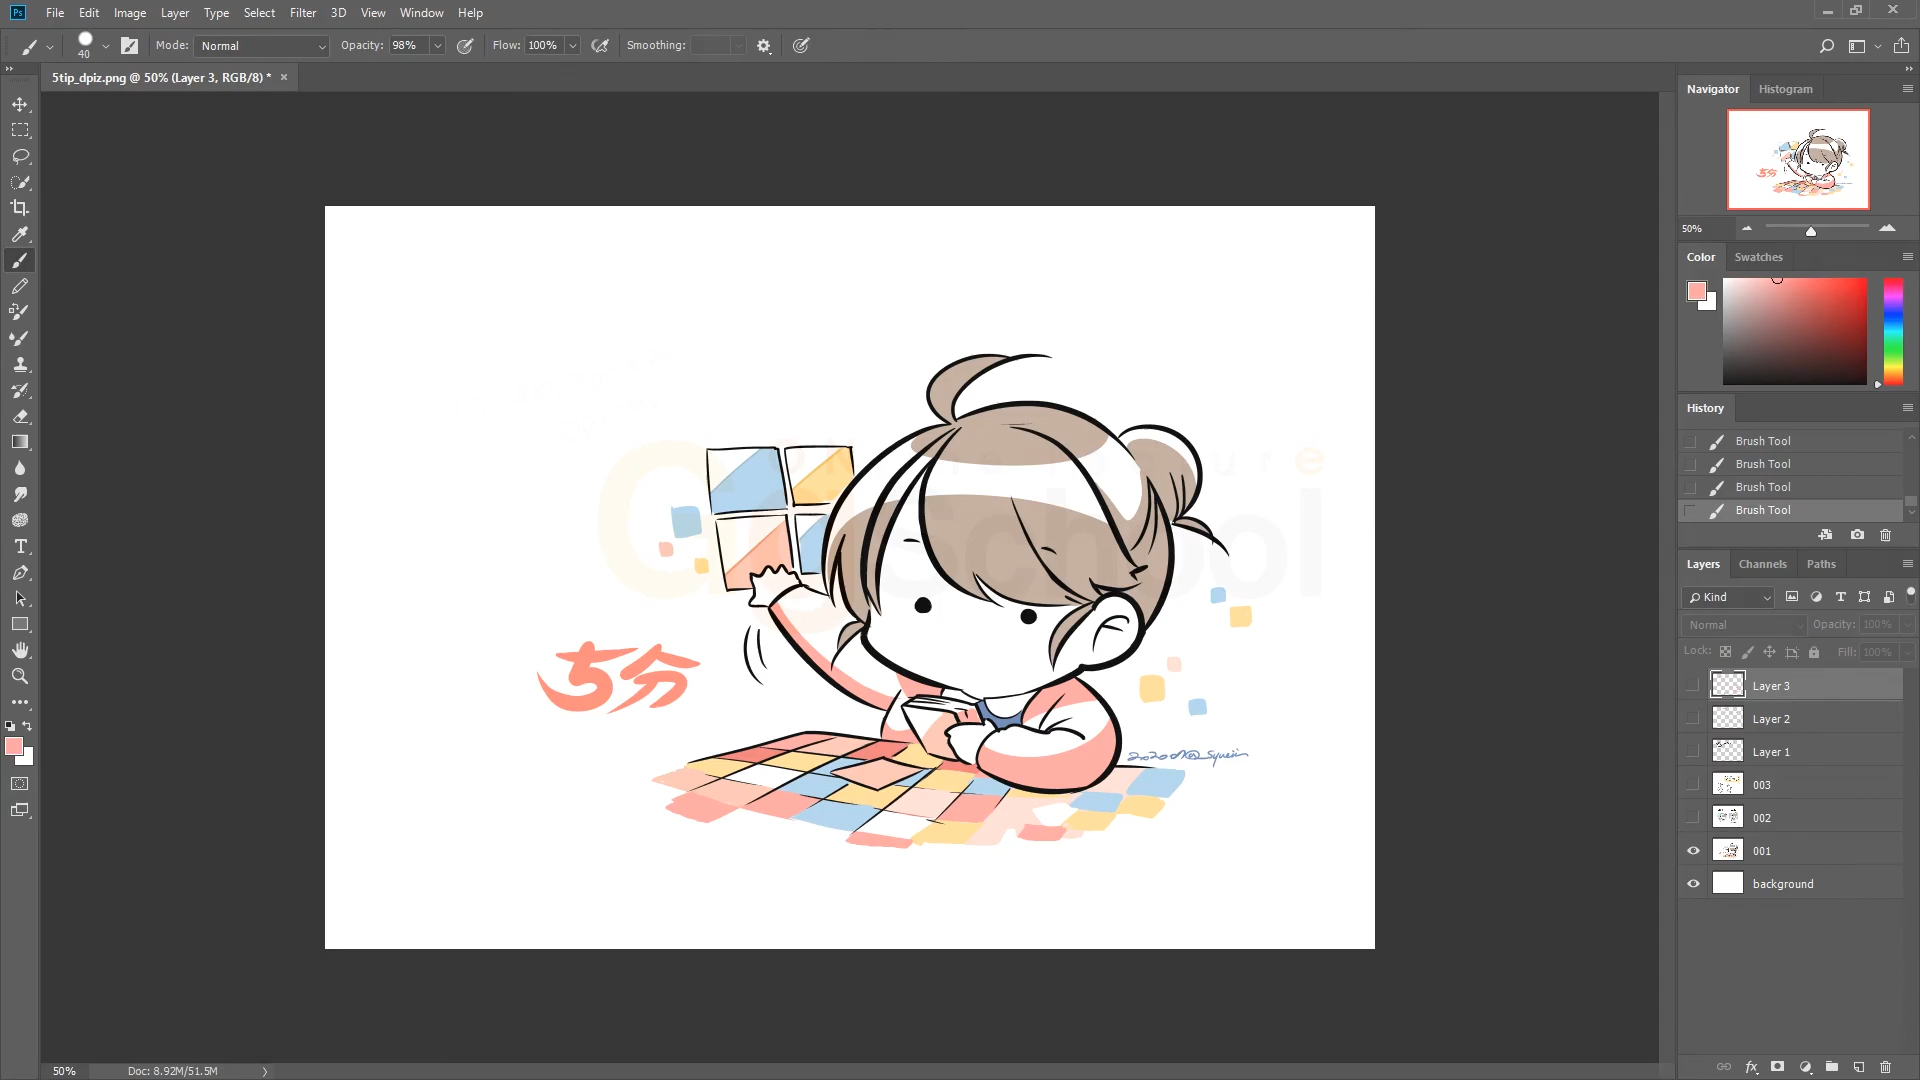 Ps File Edit Image Layer Type Select Filter 3D View Window Help
40 Mode: Normal Opacity: 98% Flow: 100% Smoothing:
5tip_dpiz.png @ 50% (Layer 3, RGB/8) *
Navigator Histogram
50%
Color Swatches
History
Brush Tool
Brush Tool
Brush Tool
Brush Tool
Layers Channels Paths
Kind
Normal Opacity: 100%
Lock: Fill: 100%
Layer 3
Layer 2
Layer 1
003
002
001
background
School
5分
50% Doc: 8.92M/51.5M